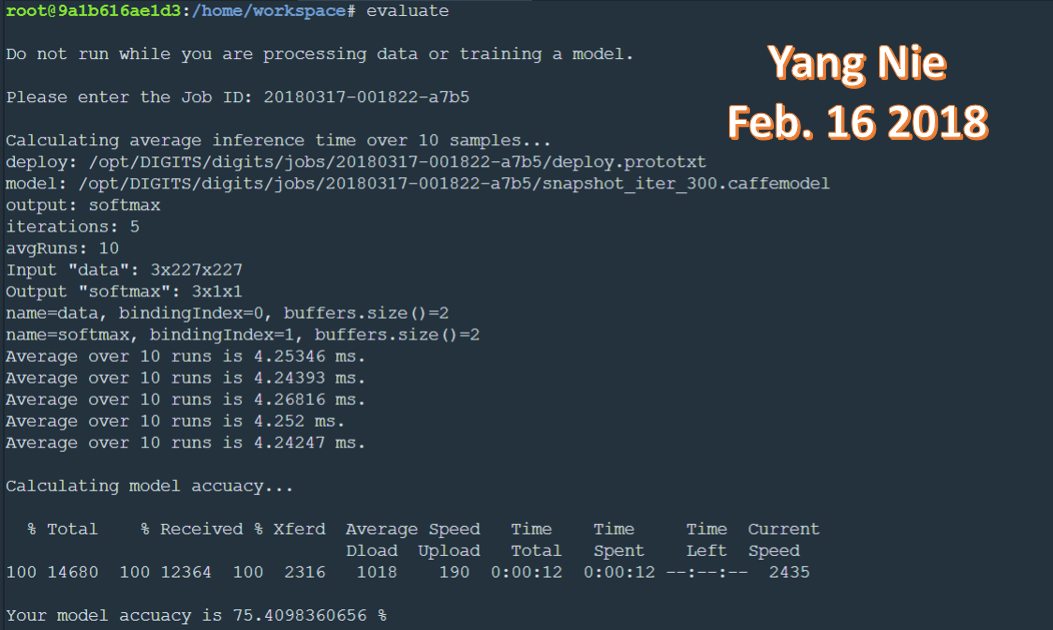 root@9a1b616ae1d3:/home/workspace# evaluate
Do not run while you are processing data or training a model.
Yang Nie
Feb. 16 2018
Please enter the Job ID: 20180317-001822-a7b5
Calculating average inference time over 10 samples...
deploy: /opt/DIGITS/digits/jobs/20180317-001822-a7b5/deploy.prototxt
model: /opt/DIGITS/digits/jobs/20180317-001822-a7b5/snapshot_iter_300.caffemodel
output: softmax
iterations: 5
avgRuns: 10
Input "data": 3x227x227
Output "softmax": 3x1x1
name=data, bindingIndex=0, buffers.size()=2
name=softmax, bindingIndex=1, buffers.size()=2
Average over 10 runs is 4.25346 ms.
Average over 10 runs is 4.24393 ms.
Average over 10 runs is 4.26816 ms.
Average over 10 runs is 4.252 ms.
Average over 10 runs is 4.24247 ms.
Calculating model accuacy...
% Total % Received % Xferd Average Speed Time Time Time Current
Dload Upload Total Spent Left Speed
100 14680 100 12364 100 2316 1018 190 0:00:12 0:00:12 --:--:-- 2435
Your model accuacy is 75.4098360656 %